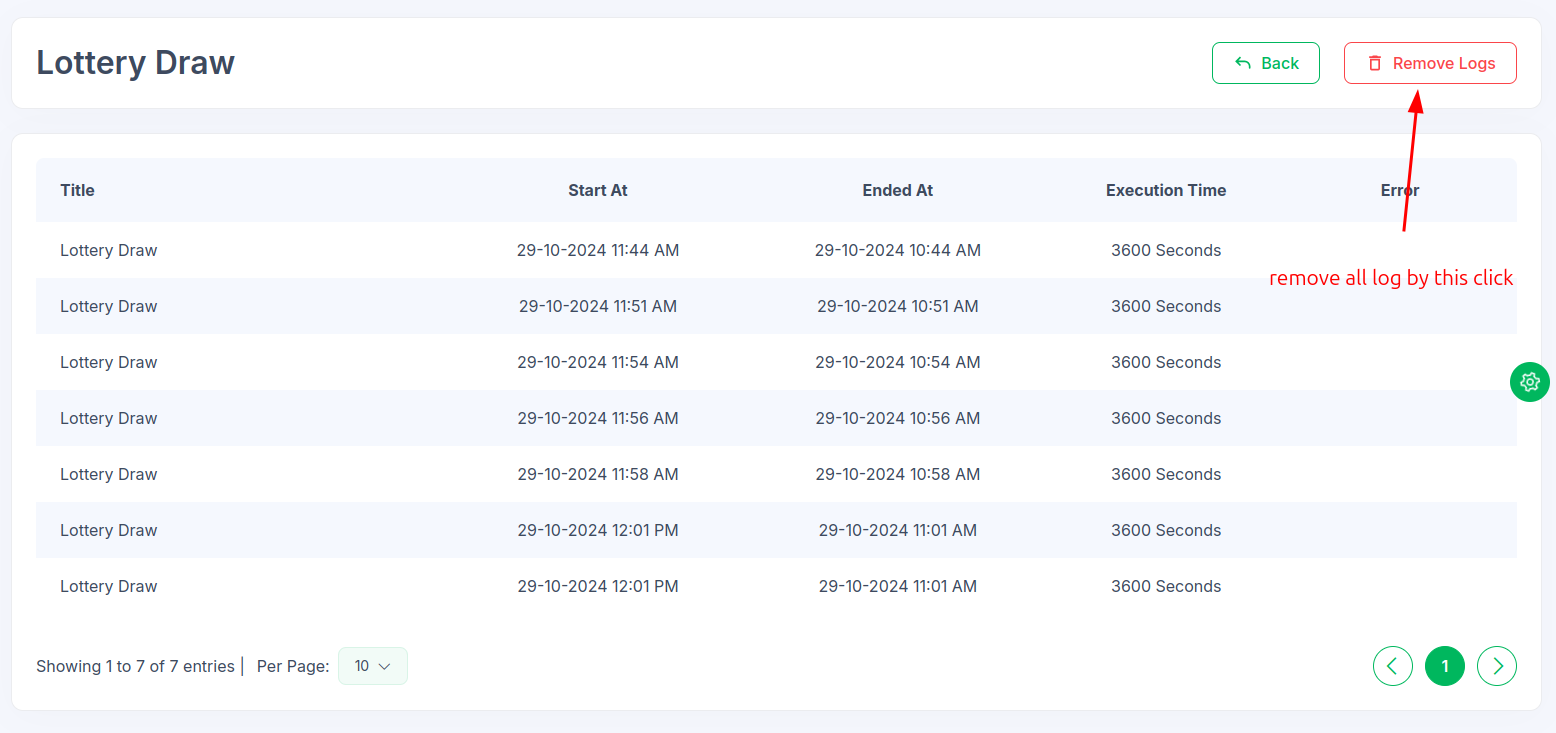 Lottery Draw
Back
Remove Logs
Title Start At Ended At Execution Time Error
Lottery Draw 29-10-2024 11:44 AM 29-10-2024 10:44 AM 3600 Seconds
remove all log by this click
Lottery Draw 29-10-2024 11:51 AM 29-10-2024 10:51 AM 3600 Seconds
Lottery Draw 29-10-2024 11:54 AM 29-10-2024 10:54 AM 3600 Seconds
Lottery Draw 29-10-2024 11:56 AM 29-10-2024 10:56 AM 3600 Seconds
Lottery Draw 29-10-2024 11:58 AM 29-10-2024 10:58 AM 3600 Seconds
Lottery Draw 29-10-2024 12:01 PM 29-10-2024 11:01 AM 3600 Seconds
Lottery Draw 29-10-2024 12:01 PM 29-10-2024 11:01 AM 3600 Seconds
Showing 1 to 7 of 7 entries | Per Page: 10
1